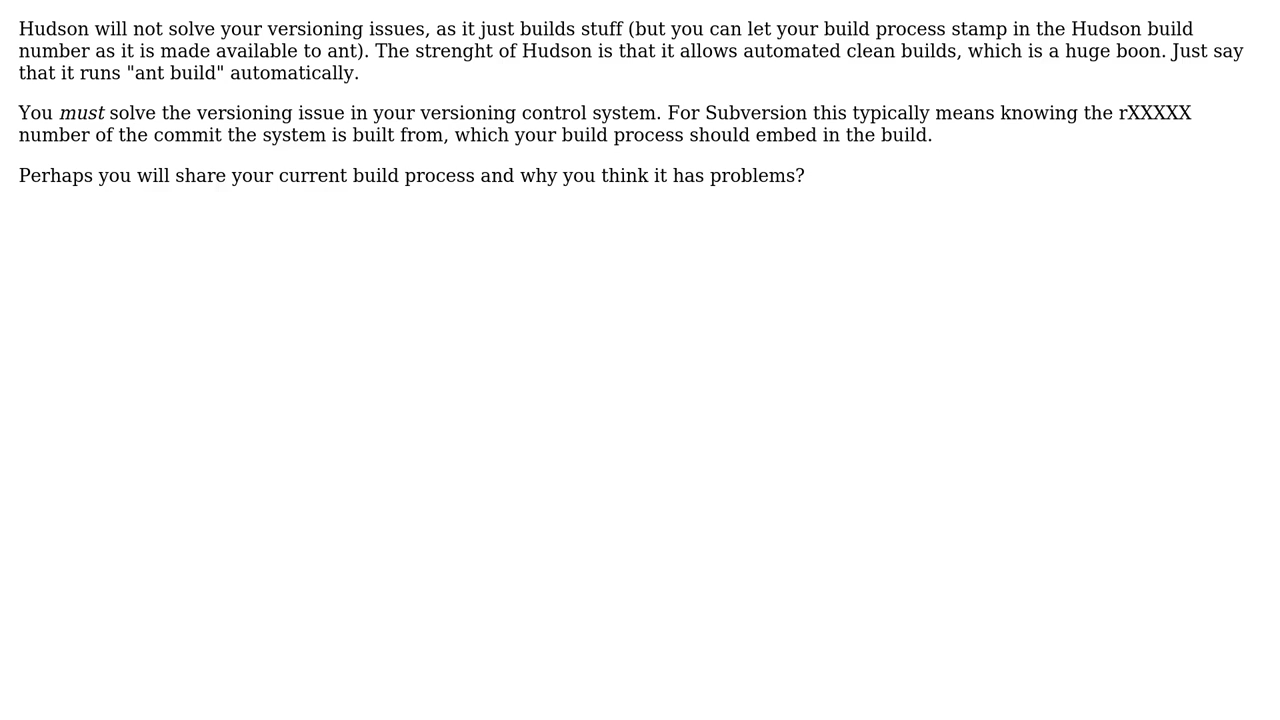 Hudson will not solve your versioning issues, as it just builds stuff (but you can let your build process stamp in the Hudson build
number as it is made available to ant). The strenght of Hudson is that it allows automated clean builds, which is a huge boon. Just say
that it runs "ant build" automatically.
You must solve the versioning issue in your versioning control system. For Subversion this typically means knowing the rXXXXX
number of the commit the system is built from, which your build process should embed in the build.
Perhaps you will share your current build process and why you think it has problems?